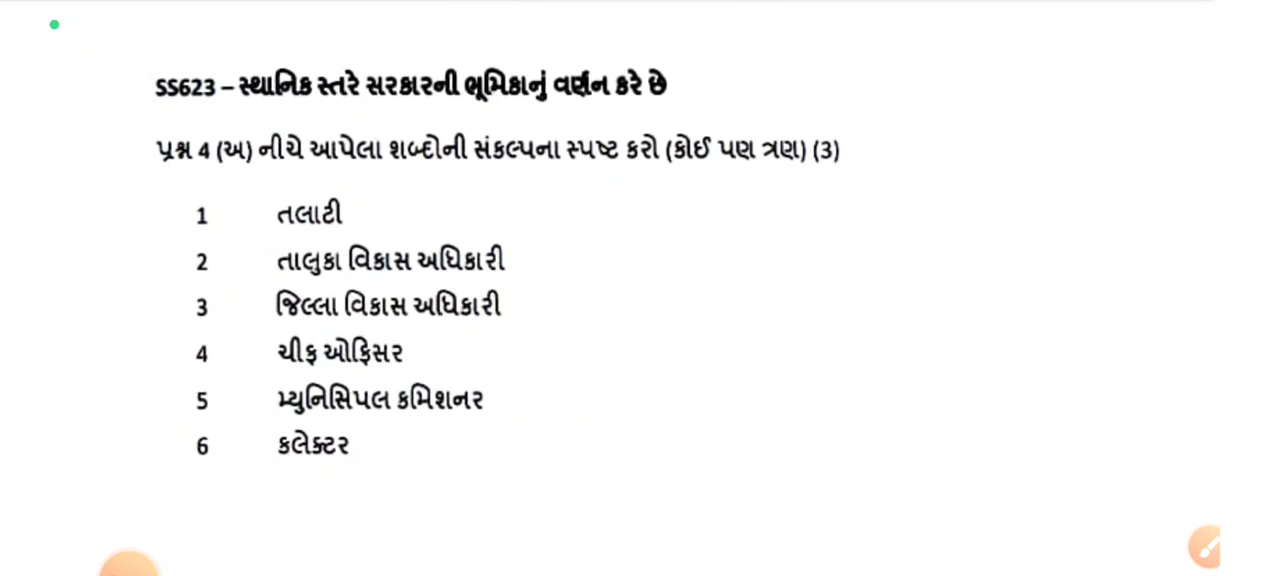 SS623 – સ્થાનિક સ્તરે સરકારની ભૂમિકાનું વર્ણન કરે છે
પ્રશ્ન 4 (અ) નીચે આપેલા શબ્દોની સંકલ્પના સ્પષ્ટ કરો (કોઈ પણ ત્રણ) (3)
1 તલાટી
2 તાલુકા વિકાસ અધિકારી
3 જિલ્લા વિકાસ અધિકારી
4 ચીફ ઓફિસર
5 મ્યુનિસિપલ કમિશનર
6 કલેક્ટર